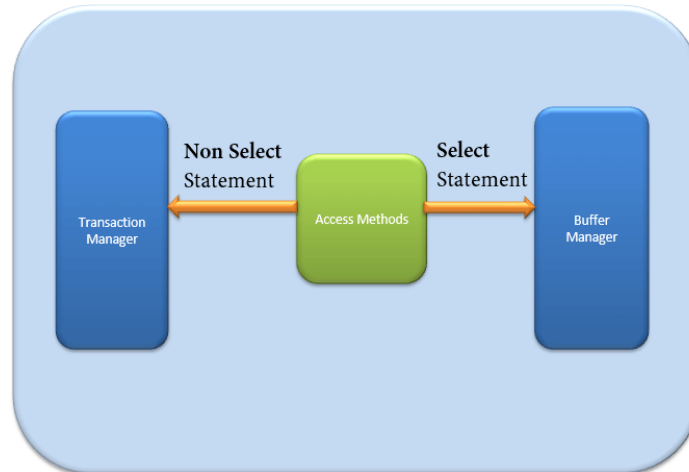 Non Select
Statement
Select
Statement
Transaction
Manager
Access Methods
Buffer
Manager